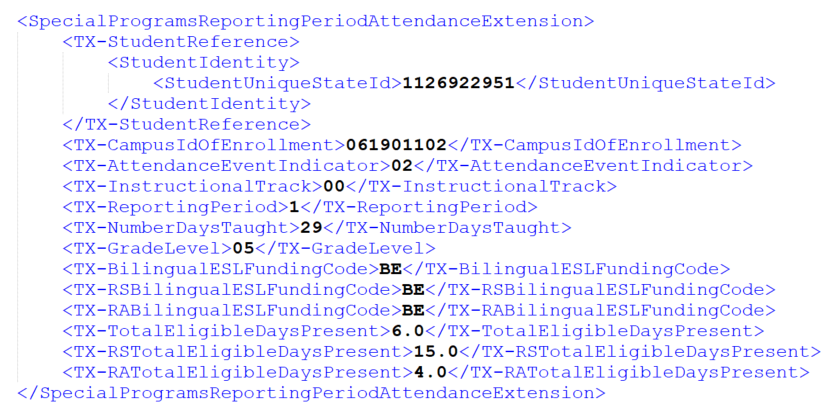 <SpecialProgramsReportingPeriodAttendanceExtension>
<TX-StudentReference>
<StudentIdentity>
<StudentUniqueStateId>1126922951</StudentUniqueStateId>
</StudentIdentity>
</TX-StudentReference>
<TX-CampusIdOfEnrollment>061901102</TX-CampusIdOfEnrollment>
<TX-AttendanceEventIndicator>02</TX-AttendanceEventIndicator>
<TX-InstructionalTrack>00</TX-InstructionalTrack>
<TX-ReportingPeriod>1</TX-ReportingPeriod>
<TX-NumberDaysTaught>29</TX-NumberDaysTaught>
<TX-GradeLevel>05</TX-GradeLevel>
<TX-BilingualESLFundingCode>BE</TX-BilingualESLFundingCode>
<TX-RSBilingualESLFundingCode>BE</TX-RSBilingualESLFundingCode>
<TX-RABilingualESLFundingCode>BE</TX-RABilingualESLFundingCode>
<TX-TotalEligibleDaysPresent>6.0</TX-TotalEligibleDaysPresent>
<TX-RSTotalEligibleDaysPresent>15.0</TX-RSTotalEligibleDaysPresent>
<TX-RATotalEligibleDaysPresent>4.0</TX-RATotalEligibleDaysPresent>
</SpecialProgramsReportingPeriodAttendanceExtension>